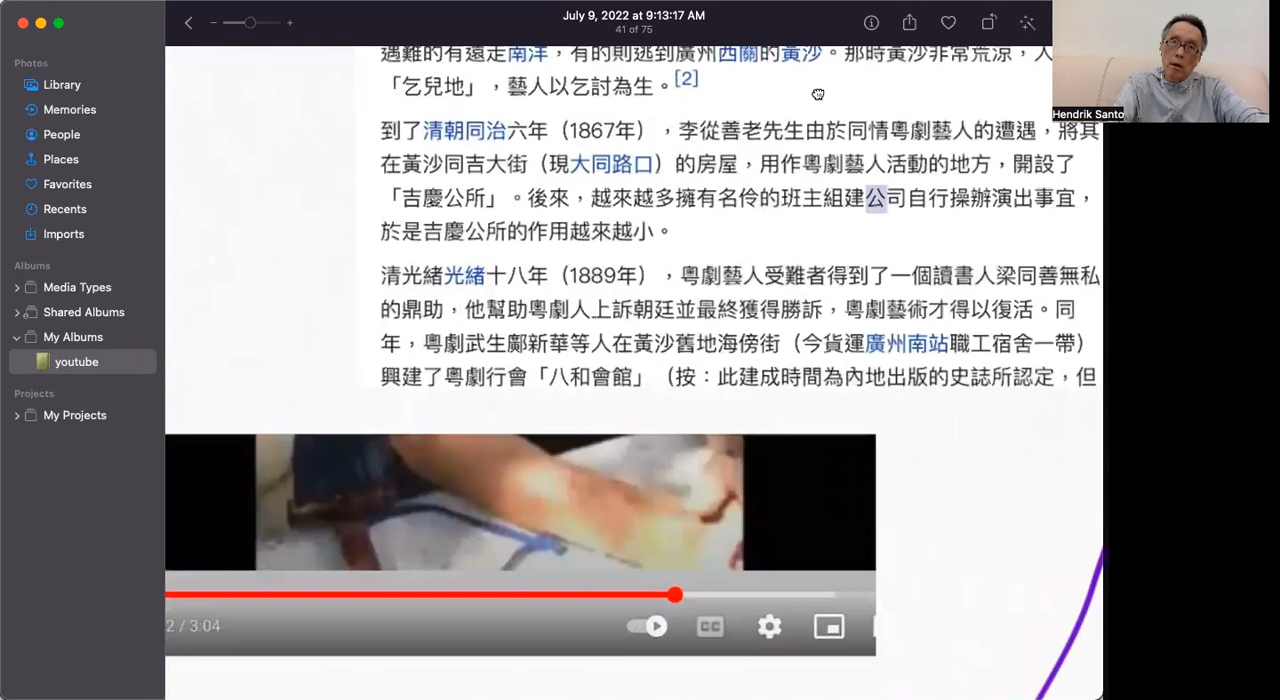 July 9, 2022 at 9:13:17 AM
41 of 75
Photos
Library
Memories
People
Places
Favorites
Recents
Imports
Albums
Media Types
Shared Albums
My Albums
youtube
Projects
My Projects
遇難的有遠走南洋，有的則逃到廣州西關的黃沙。那時黃沙非常荒涼，人
「乞兒地」，藝人以乞討為生。[2]
到了清朝同治六年（1867年），李從善老先生由於同情粵劇藝人的遭遇，將其
在黃沙同吉大街（現大同路口）的房屋，用作粵劇藝人活動的地方，開設了
「吉慶公所」。後來，越來越多擁有名伶的班主組建公司自行操辦演出事宜，
於是吉慶公所的作用越來越小。
清光緒光緒十八年（1889年），粵劇藝人受難者得到了一個讀書人梁同善無私
的鼎助，他幫助粵劇人上訴朝廷並最終獲得勝訴，粵劇藝術才得以復活。同
年，粵劇武生鄺新華等人在黃沙舊地海傍街（今貨運廣州南站職工宿舍一帶）
興建了粵劇行會「八和會館」（按：此建成時間為內地出版的史誌所認定，但
2 / 3:04
CC
Hendrik Santo